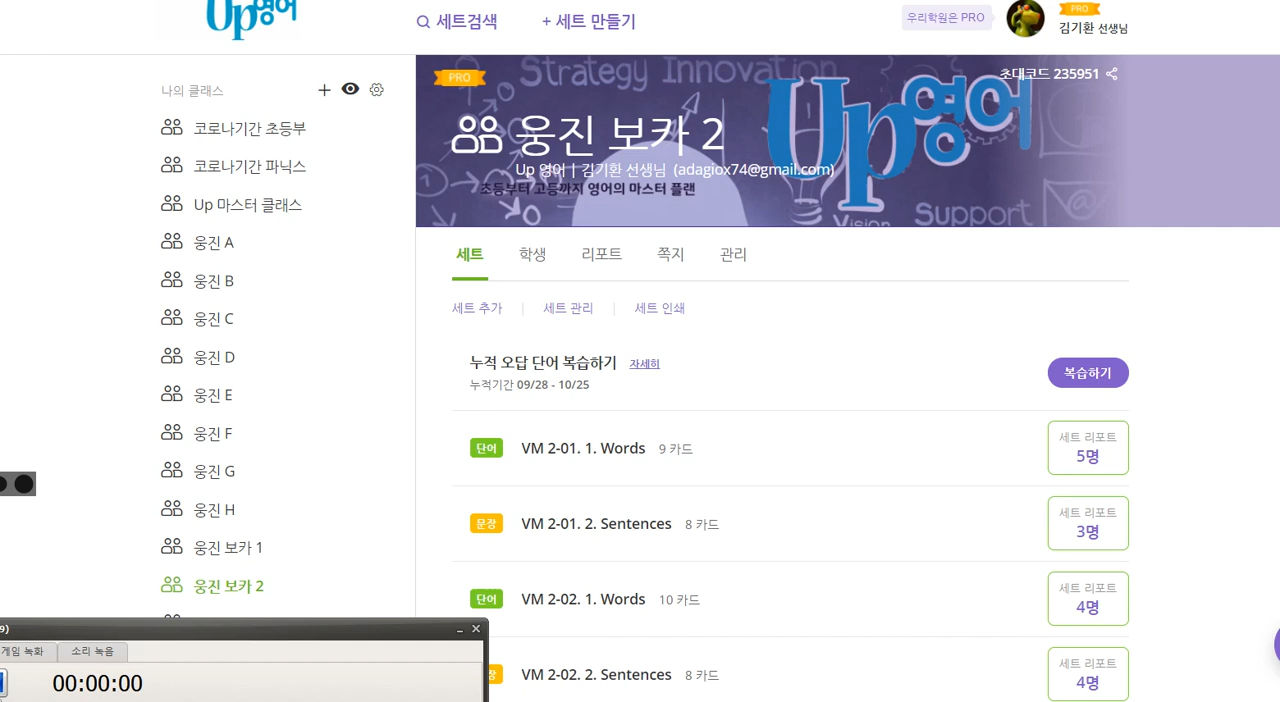 Up영어
세트검색
+ 세트 만들기
우리학원은 PRO
PRO
김기환 선생님
나의 클래스
코로나기간 초등부
코로나기간 파닉스
Up 마스터 클래스
웅진 A
웅진 B
웅진 C
웅진 D
웅진 E
웅진 F
웅진 G
웅진 H
웅진 보카 1
웅진 보카 2
PRO
Strategy Innovation
초대코드 235951
웅진 보카 2
Up영어
Up 영어 | 김기환 선생님 (adagiox74@gmail.com)
초등부터 고등까지 영어의 마스터 플랜
Vision
Support
세트 학생 리포트 쪽지 관리
세트 추가 | 세트 관리 | 세트 인쇄
누적 오답 단어 복습하기 자세히
누적기간 09/28 - 10/25
복습하기
단어 VM 2-01. 1. Words 9 카드
세트 리포트
5명
문장 VM 2-01. 2. Sentences 8 카드
세트 리포트
3명
단어 VM 2-02. 1. Words 10 카드
세트 리포트
4명
장 VM 2-02. 2. Sentences 8 카드
세트 리포트
4명
9)
게임 녹화
소리 녹음
00:00:00